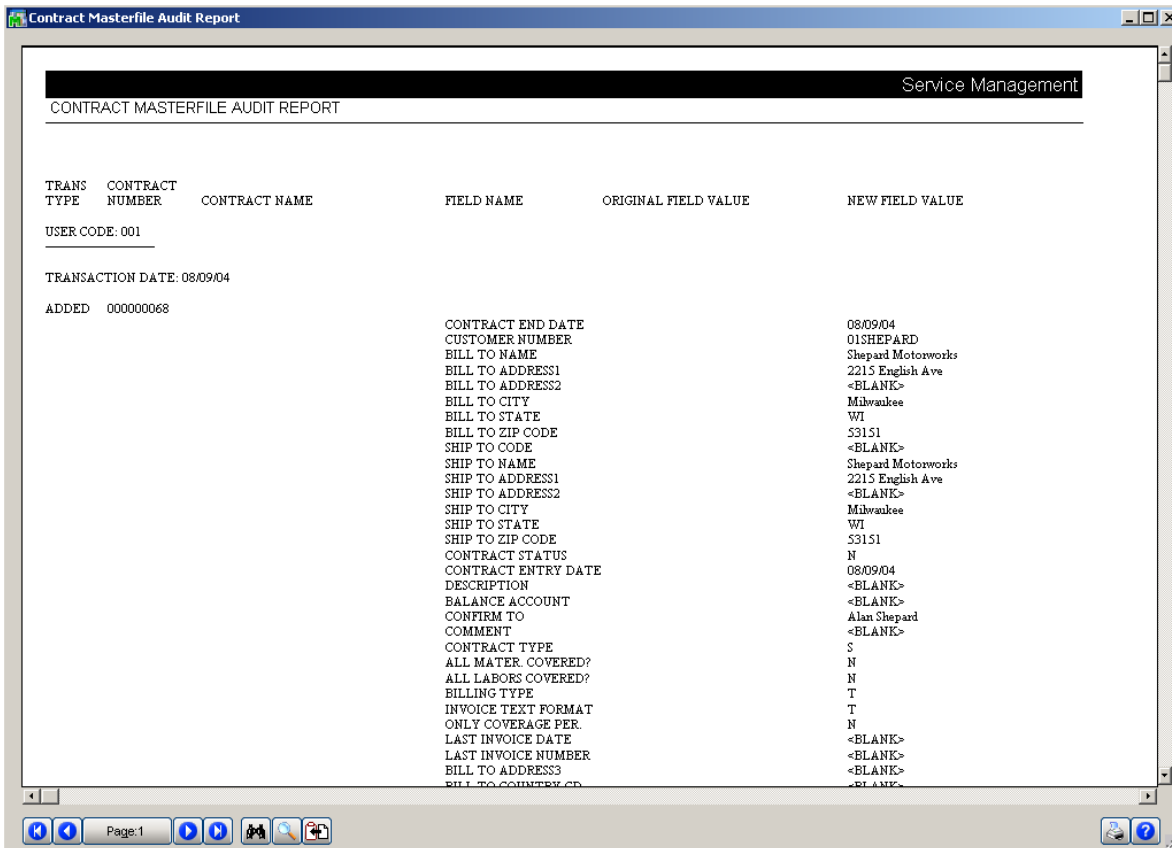 Contract Masterfile Audit Report
Service Management
CONTRACT MASTERFILE AUDIT REPORT
TRANS CONTRACT
TYPE NUMBER CONTRACT NAME FIELD NAME ORIGINAL FIELD VALUE NEW FIELD VALUE
USER CODE: 001
TRANSACTION DATE: 08/09/04
ADDED 000000068
CONTRACT END DATE 08/09/04
CUSTOMER NUMBER 01SHEPARD
BILL TO NAME Shepard Motorworks
BILL TO ADDRESS1 2215 English Ave
BILL TO ADDRESS2 <BLANK>
BILL TO CITY Milwaukee
BILL TO STATE WI
BILL TO ZIP CODE 53151
SHIP TO CODE <BLANK>
SHIP TO NAME Shepard Motorworks
SHIP TO ADDRESS1 2215 English Ave
SHIP TO ADDRESS2 <BLANK>
SHIP TO CITY Milwaukee
SHIP TO STATE WI
SHIP TO ZIP CODE 53151
CONTRACT STATUS N
CONTRACT ENTRY DATE 08/09/04
DESCRIPTION <BLANK>
BALANCE ACCOUNT <BLANK>
CONFIRM TO Alan Shepard
COMMENT <BLANK>
CONTRACT TYPE S
ALL MATER. COVERED? N
ALL LABORS COVERED? N
BILLING TYPE T
INVOICE TEXT FORMAT T
ONLY COVERAGE PER. N
LAST INVOICE DATE <BLANK>
LAST INVOICE NUMBER <BLANK>
BILL TO ADDRESS3 <BLANK>
BILL TO COUNTRY CD <BLANK>
Page:1